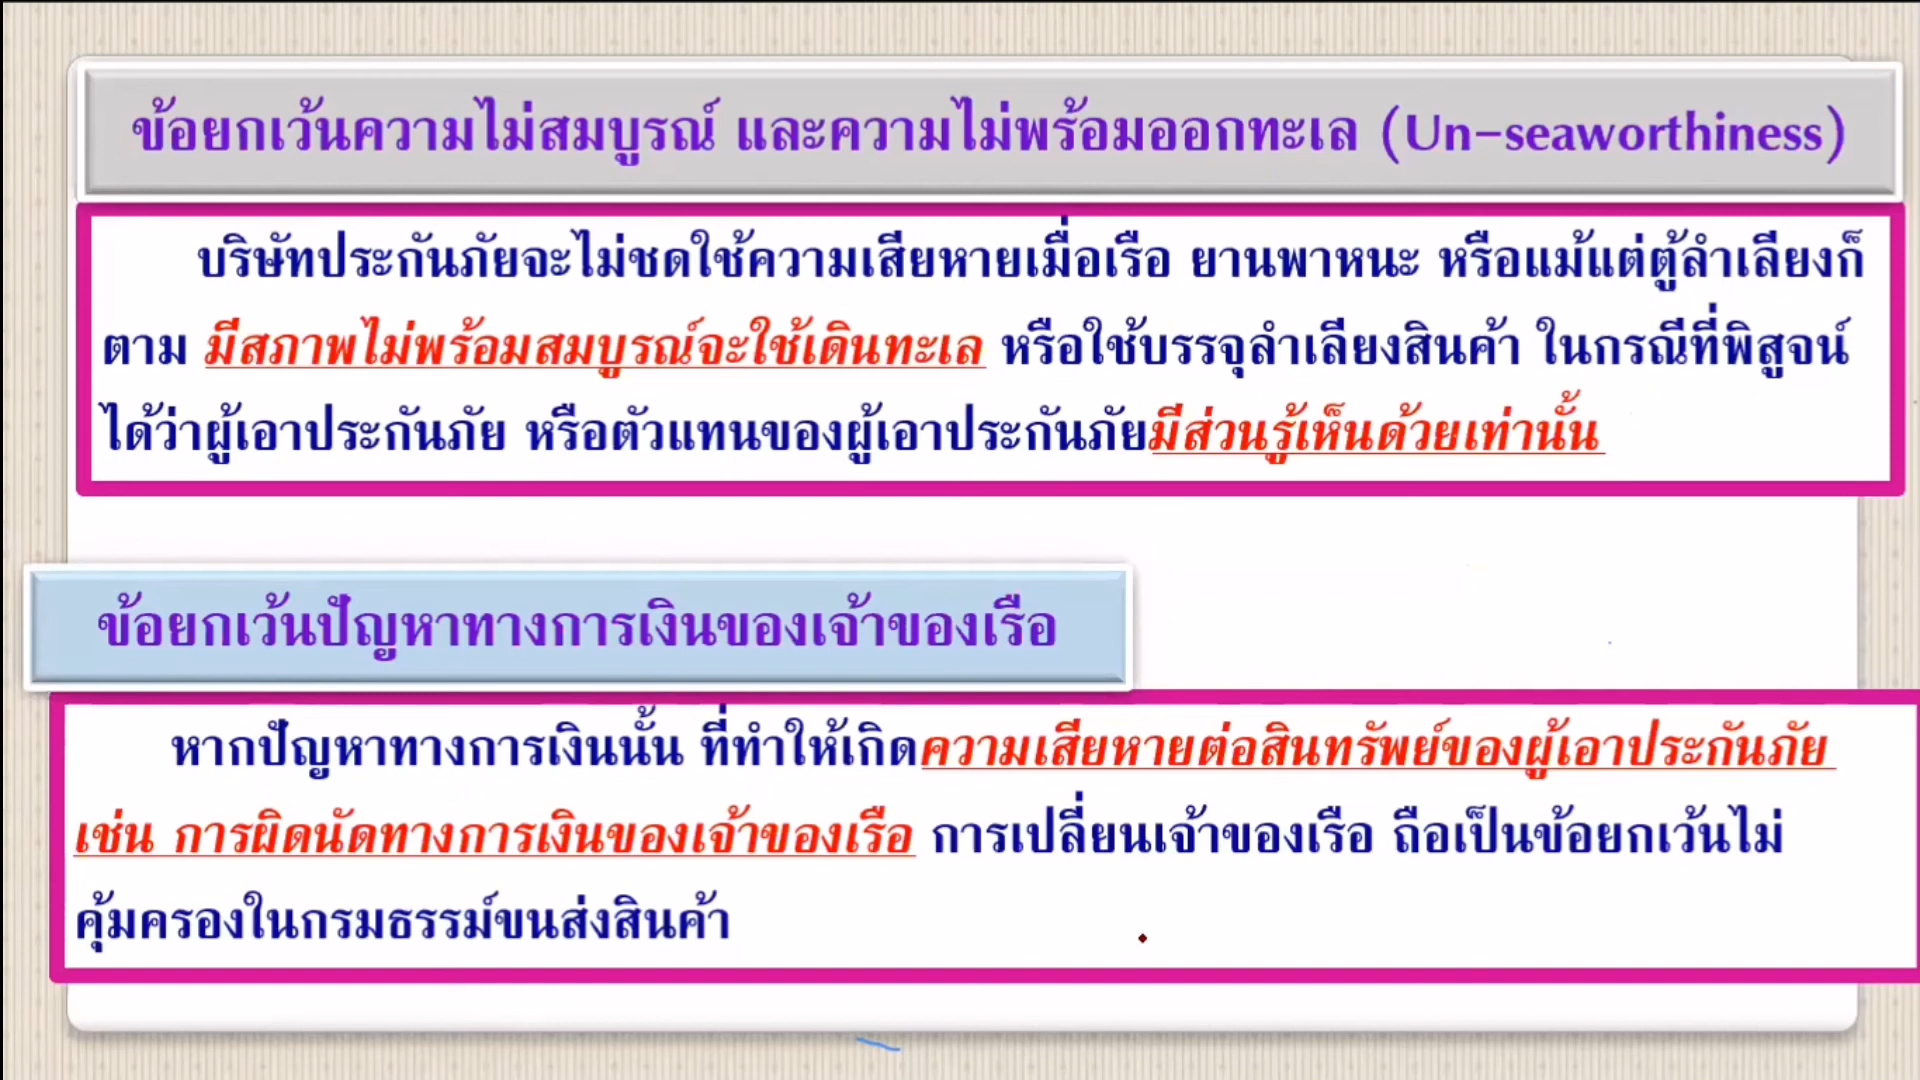 ข้อยกเว้นความไม่สมบูรณ์ และความไม่พร้อมออกทะเล (Un-seaworthiness)
บริษัทประกันภัยจะไม่ชดใช้ความเสียหายเมื่อเรือ ยานพาหนะ หรือแม้แต่ตู้ลำเลียงก็
ตาม มีสภาพไม่พร้อมสมบูรณ์จะใช้เดินทะเล หรือใช้บรรจุลำเลียงสินค้า ในกรณีที่พิสูจน์
ได้ว่าผู้เอาประกันภัย หรือตัวแทนของผู้เอาประกันภัยมีส่วนรู้เห็นด้วยเท่านั้น
ข้อยกเว้นปัญหาทางการเงินของเจ้าของเรือ
หากปัญหาทางการเงินนั้น ที่ทำให้เกิดความเสียหายต่อสินทรัพย์ของผู้เอาประกันภัย
เช่น การผิดนัดทางการเงินของเจ้าของเรือ การเปลี่ยนเจ้าของเรือ ถือเป็นข้อยกเว้นไม่
คุ้มครองในกรมธรรม์ขนส่งสินค้า